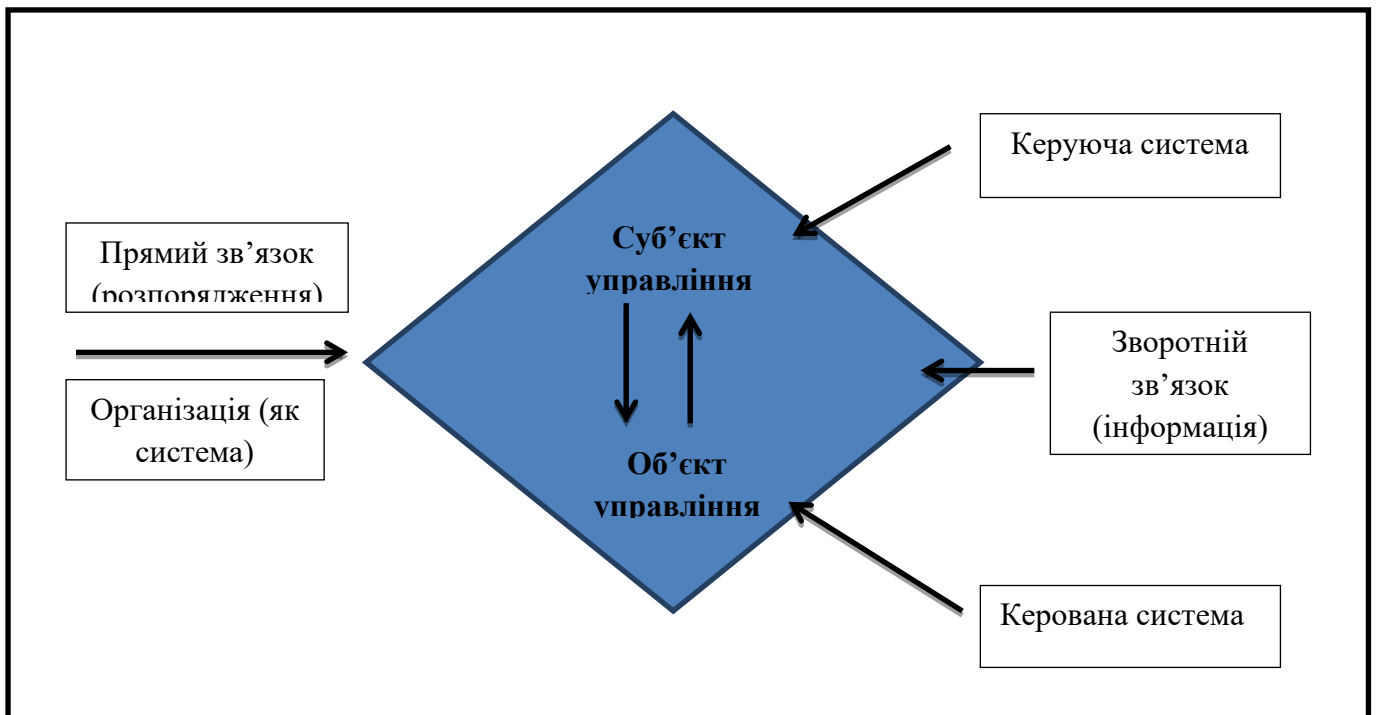 Прямий зв’язок
(розпорядження)
Організація (як
система)
Суб’єкт
управління
Об’єкт
управління
Керуюча система
Зворотній
зв’язок
(інформація)
Керована система